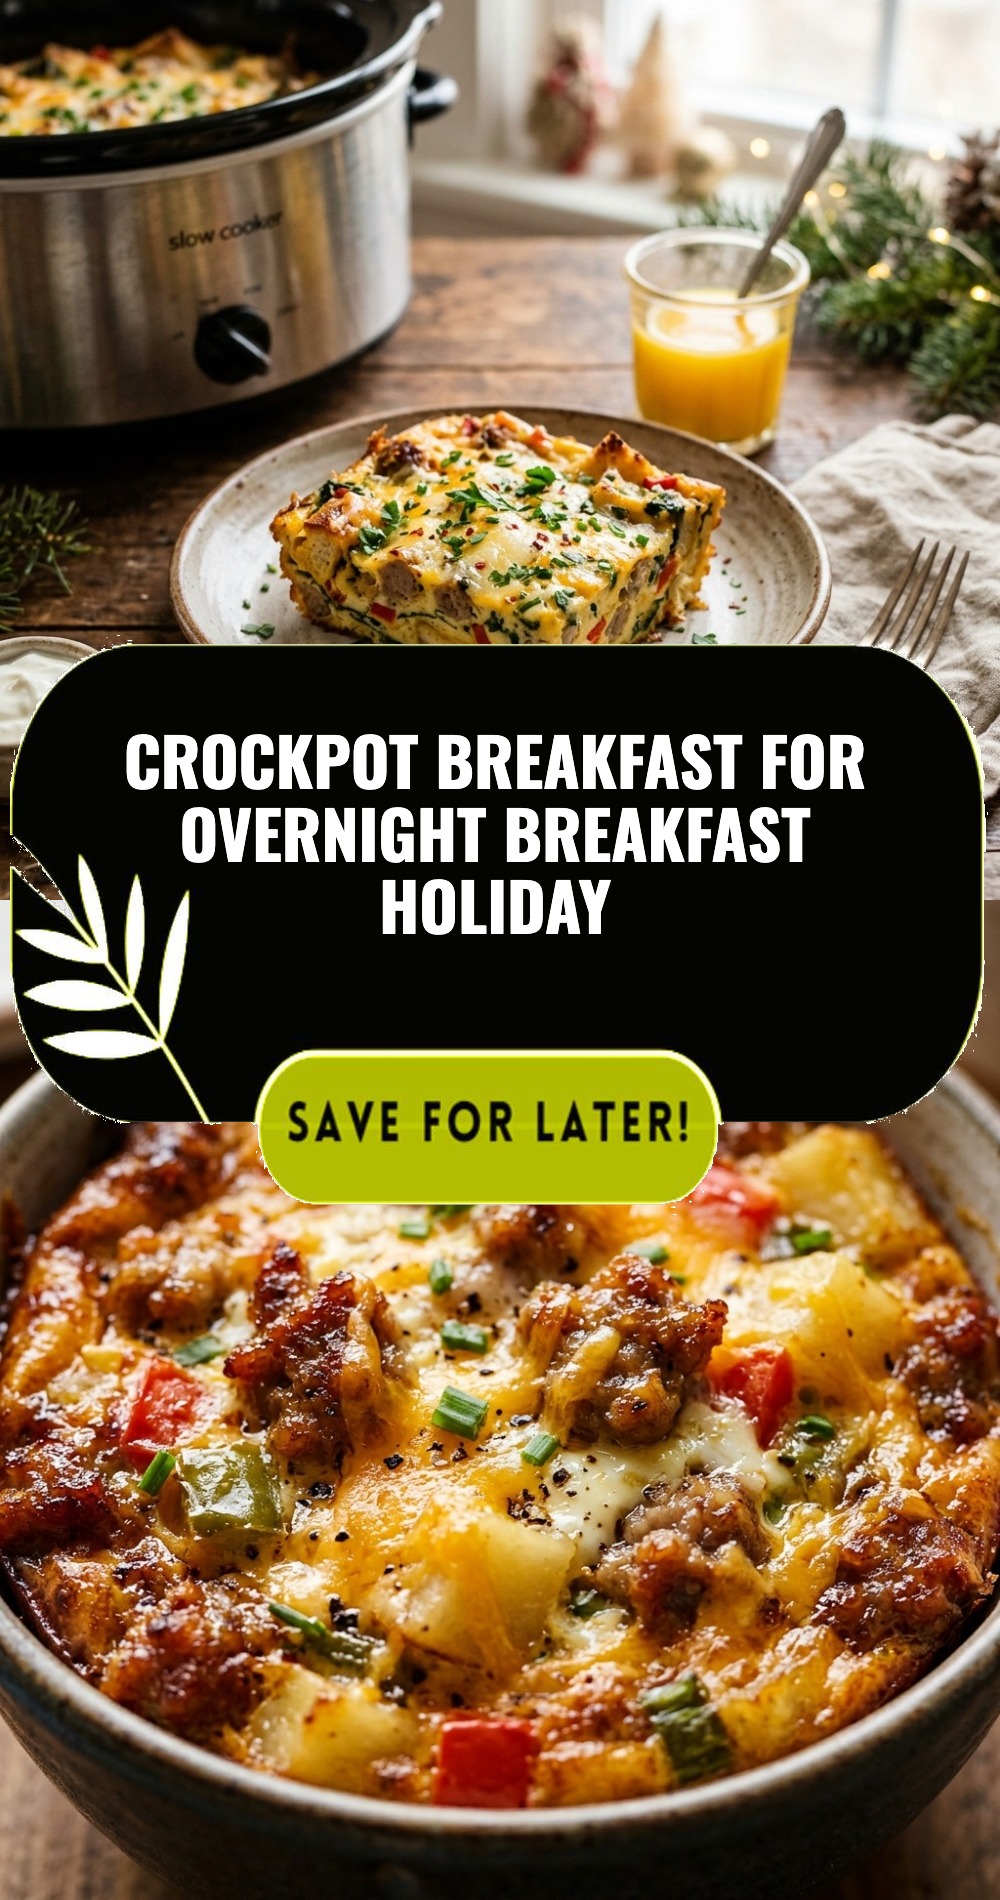 slow cooker
CROCKPOT BREAKFAST FOR
OVERNIGHT BREAKFAST
HOLIDAY
SAVE FOR LATER!